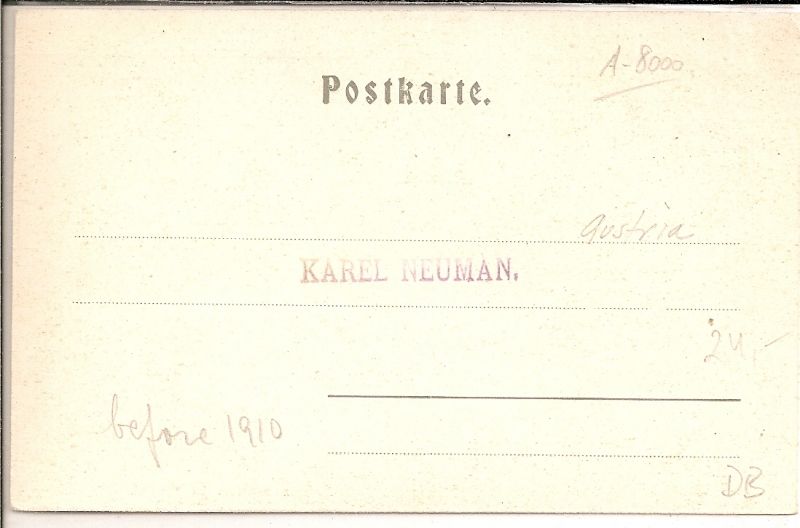 A-8000
Postkarte.
austria
KAREL NEUMAN.
24,-
before 1910
DB